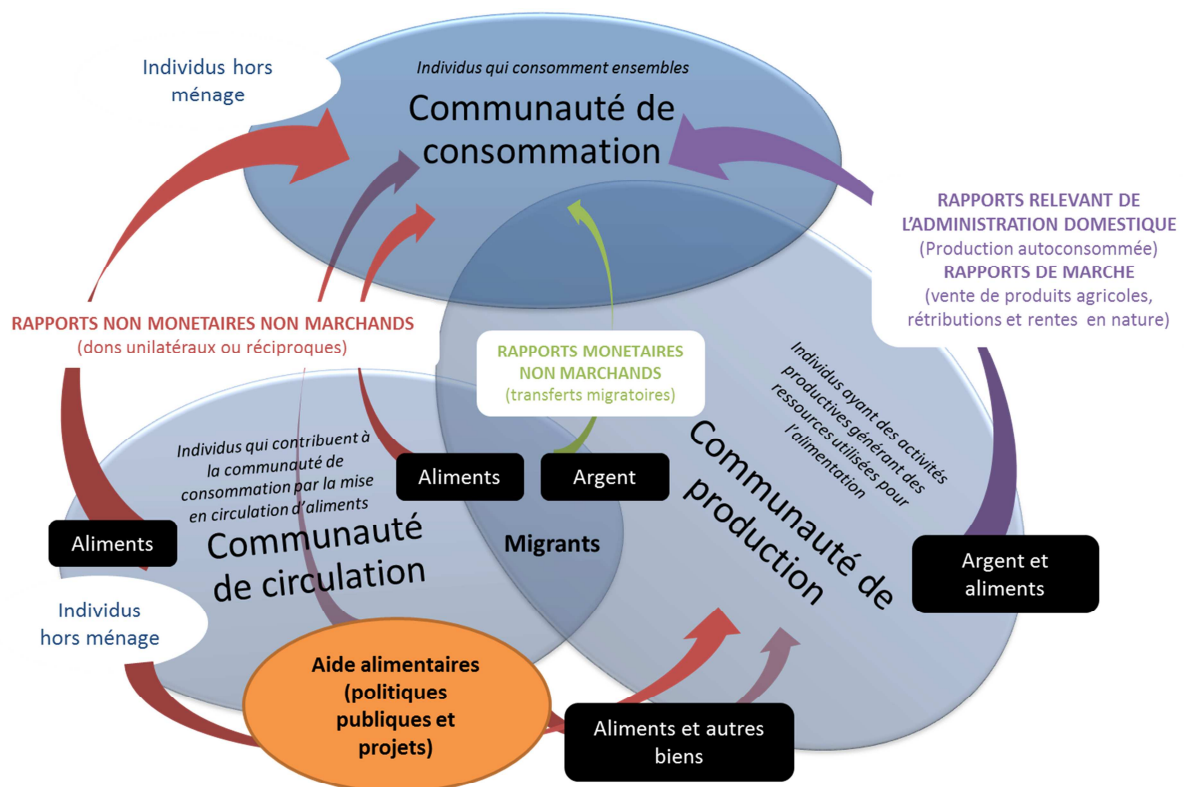 Individus hors
ménage
Individus qui consomment ensembles
Communauté de
consommation
RAPPORTS RELEVANT DE
L'ADMINISTRATION DOMESTIQUE
(Production autoconsommée)
RAPPORTS DE MARCHE
(vente de produits agricoles,
rétributions et rentes en nature)
RAPPORTS NON MONETAIRES NON MARCHANDS
(dons unilatéraux ou réciproques)
RAPPORTS MONETAIRES
NON MARCHANDS
(transferts migratoires)
Individus ayant des activités
productives générant des
ressources utilisées pour
l'alimentation
Communauté de
production
Individus qui contribuent à
la communauté de
consommation par la mise
en circulation d'aliments
Communauté
de circulation
Aliments
Argent
Migrants
Aliments
Argent et
aliments
Individus
hors ménage
Aide alimentaires
(politiques
publiques et
projets)
Aliments et autres
biens